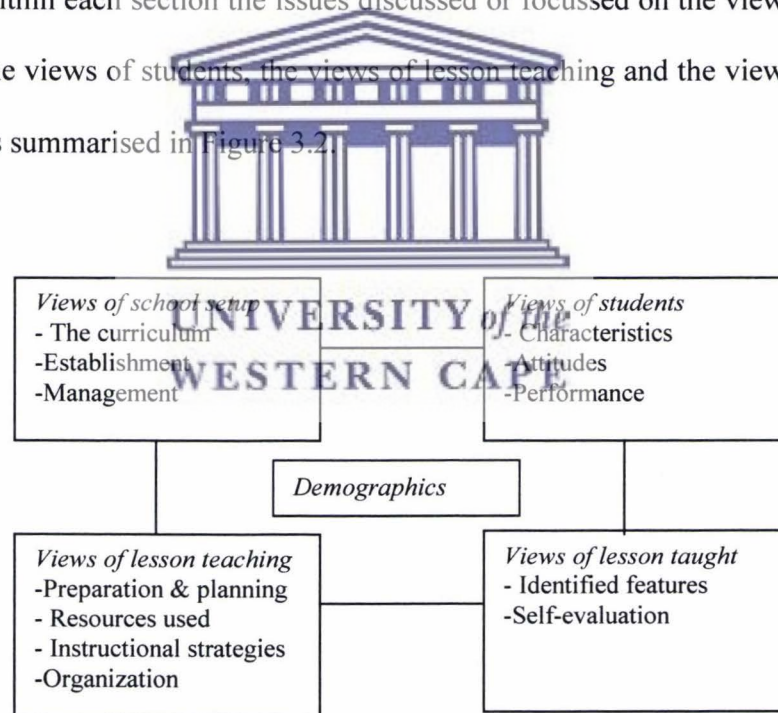 ithin each section the issues discussed or focussed on the view
e views of students, the views of lesson teaching and the view
s summarised in Figure 3.2.
Views of school setup
- The curriculum
-Establishment
-Management
Views of students
- Characteristics
-Attitudes
-Performance
UNIVERSITY of the
WESTERN CAPE
Demographics
Views of lesson teaching
-Preparation & planning
- Resources used
- Instructional strategies
-Organization
Views of lesson taught
- Identified features
-Self-evaluation